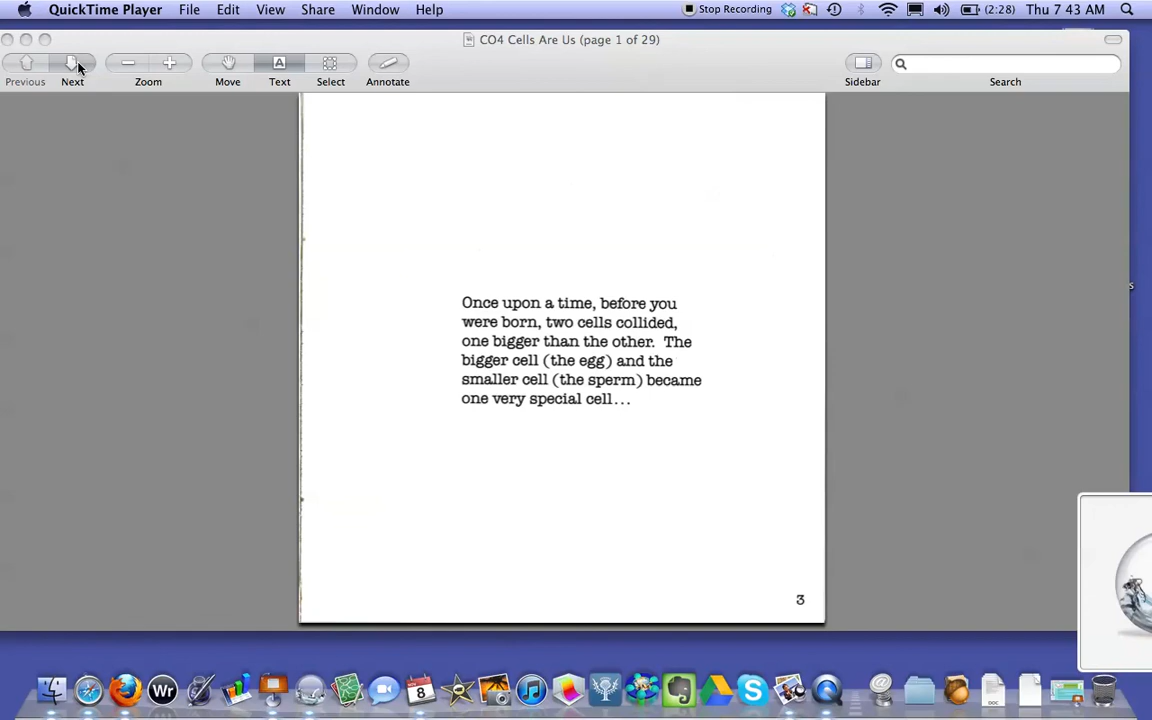 QuickTime Player File Edit View Share Window Help Stop Recording (2:28) Thu 7 43 AM
CO4 Cells Are Us (page 1 of 29)
Previous Next Zoom Move Text Select Annotate Sidebar Search
Once upon a time, before you
were born, two cells collided,
one bigger than the other. The
bigger cell (the egg) and the
smaller cell (the sperm) became
one very special cell...
3
Wr
8
DOC